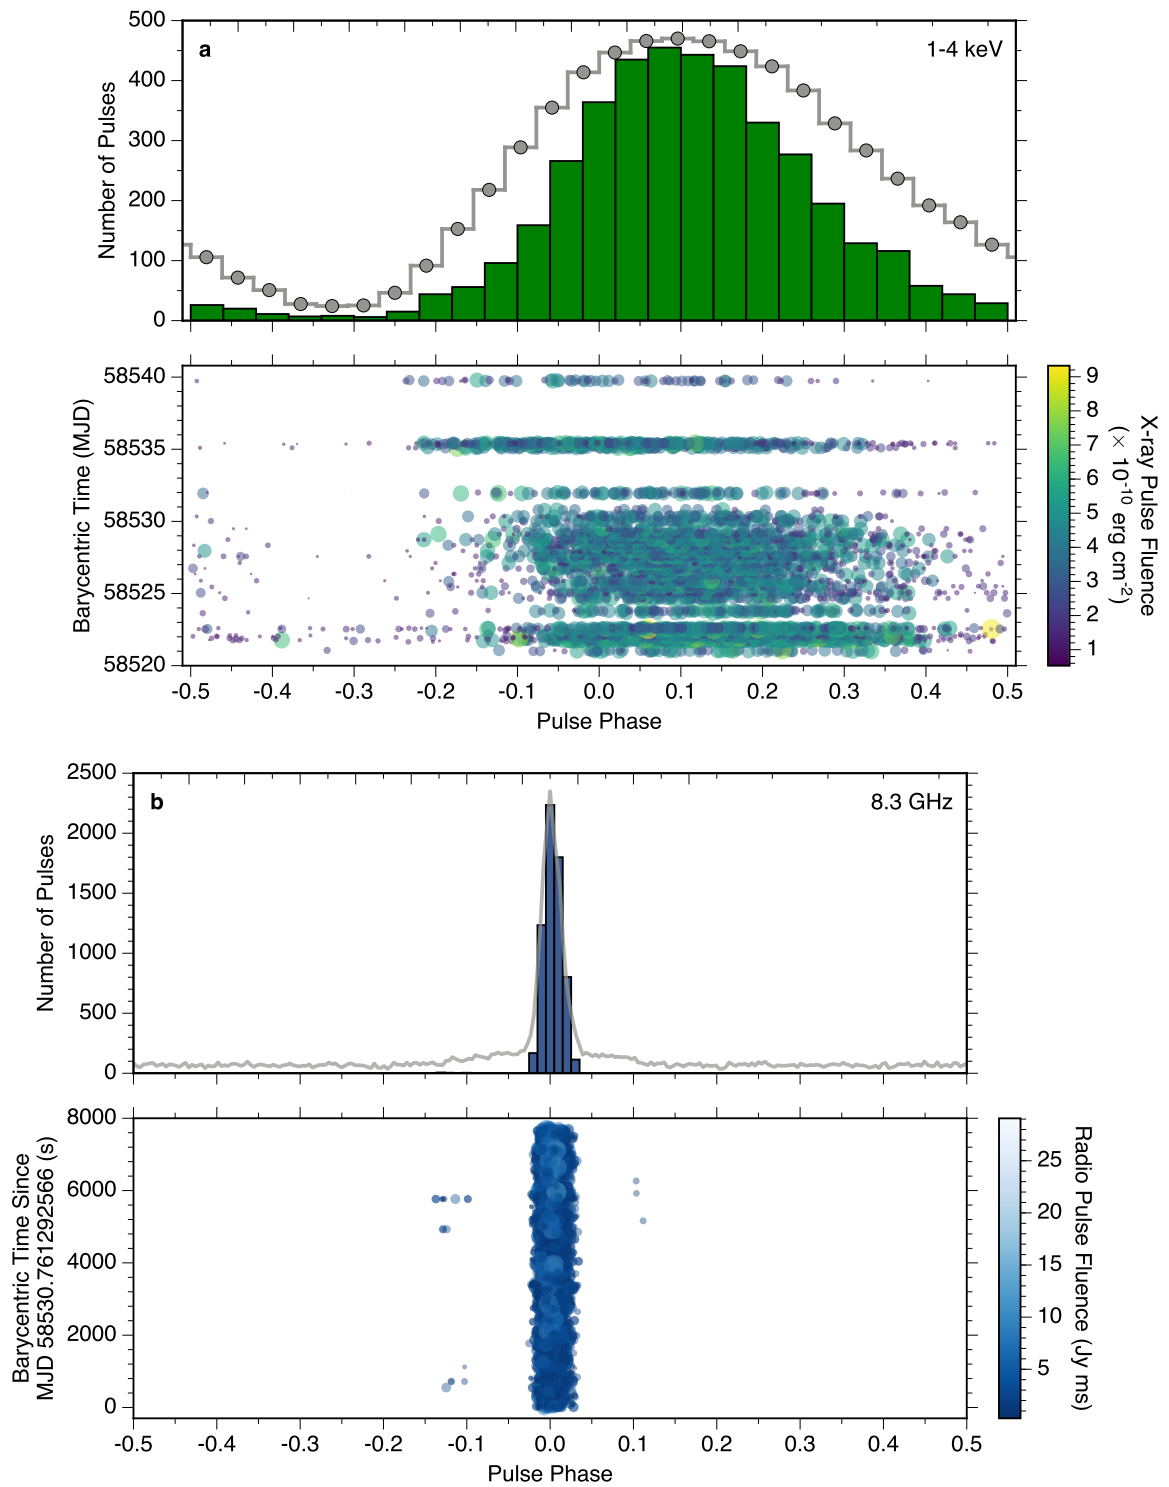 500
400
300
200
100
0
Number of Pulses
a
1-4 keV
58540
58535
58530
58525
58520
Barycentric Time (MJD)
-0.5 -0.4 -0.3 -0.2 -0.1 0.0 0.1 0.2 0.3 0.4 0.5
Pulse Phase
9
8
7
6
5
4
3
2
1
X-ray Pulse Fluence
(× 10-10 erg cm-2)
2500
2000
1500
1000
500
0
Number of Pulses
b
8.3 GHz
8000
6000
4000
2000
0
Barycentric Time Since
MJD 58530.761292566 (s)
-0.5 -0.4 -0.3 -0.2 -0.1 0.0 0.1 0.2 0.3 0.4 0.5
Pulse Phase
25
20
15
10
5
Radio Pulse Fluence (Jy ms)